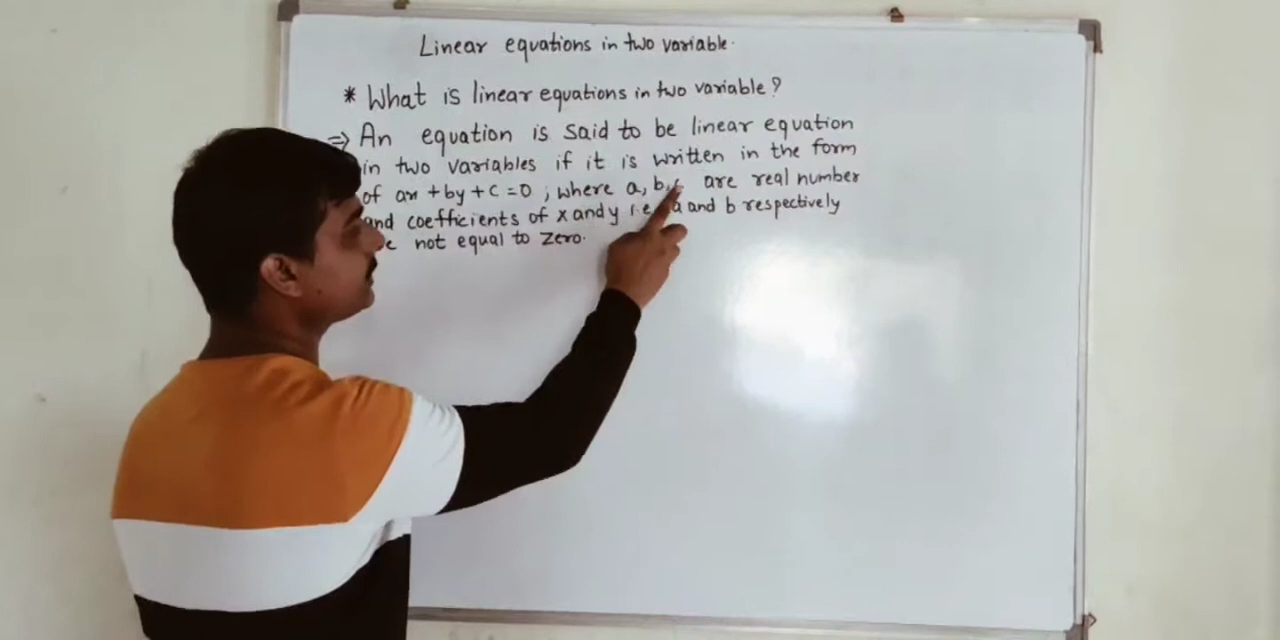 Linear equations in two variable.
* What is linear equations in two variable?
⇒ An equation is said to be linear equation
in two variables if it is written in the form
of ax + by + c = 0 ; where a, b, c are real number
and coefficients of x and y i.e. a and b respectively
not equal to zero.